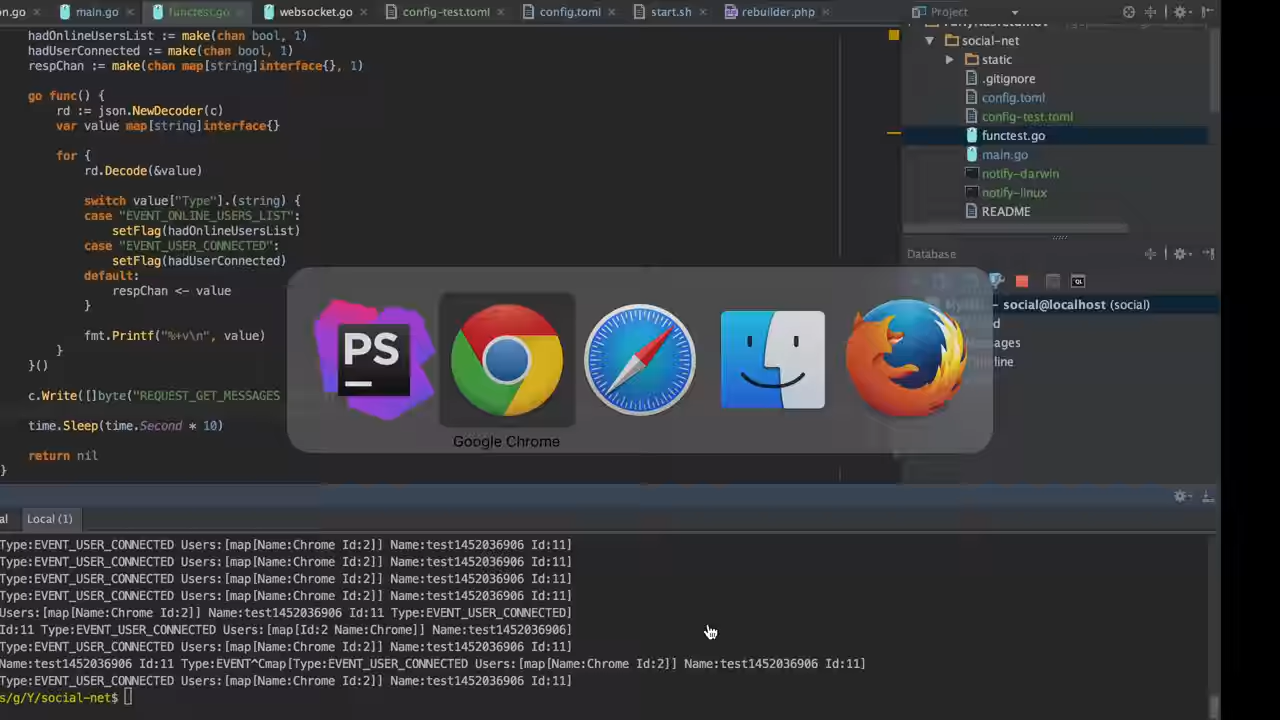 on.go main.go functest.go websocket.go config-test.toml config.toml start.sh rebuilder.php
Project
hadOnlineUsersList := make(chan bool, 1)
hadUserConnected := make(chan bool, 1)
respChan := make(chan map[string]interface{}, 1)
go func() {
rd := json.NewDecoder(c)
var value map[string]interface{}
for {
rd.Decode(&value)
switch value["Type"].(string) {
case "EVENT_ONLINE_USERS_LIST":
setFlag(hadOnlineUsersList)
case "EVENT_USER_CONNECTED":
setFlag(hadUserConnected)
default:
respChan <- value
}
fmt.Printf("%+v\n", value)
}
}()
c.Write([]byte("REQUEST_GET_MESSAGES
time.Sleep(time.Second * 10)
return nil
}
social-net
static
.gitignore
config.toml
config-test.toml
functest.go
main.go
notify-darwin
notify-linux
README
Database
QL
social@localhost (social)
PS
Google Chrome
al Local (1)
Type:EVENT_USER_CONNECTED Users:[map[Name:Chrome Id:2]] Name:test1452036906 Id:11]
Type:EVENT_USER_CONNECTED Users:[map[Name:Chrome Id:2]] Name:test1452036906 Id:11]
Type:EVENT_USER_CONNECTED Users:[map[Name:Chrome Id:2]] Name:test1452036906 Id:11]
Type:EVENT_USER_CONNECTED Users:[map[Name:Chrome Id:2]] Name:test1452036906 Id:11]
Users:[map[Name:Chrome Id:2]] Name:test1452036906 Id:11 Type:EVENT_USER_CONNECTED]
Id:11 Type:EVENT_USER_CONNECTED Users:[map[Id:2 Name:Chrome]] Name:test1452036906]
Type:EVENT_USER_CONNECTED Users:[map[Name:Chrome Id:2]] Name:test1452036906 Id:11]
Name:test1452036906 Id:11 Type:EVENT^Cmap[Type:EVENT_USER_CONNECTED Users:[map[Name:Chrome Id:2]] Name:test1452036906 Id:11]
Type:EVENT_USER_CONNECTED Users:[map[Name:Chrome Id:2]] Name:test1452036906 Id:11]
s/g/Y/social-net$